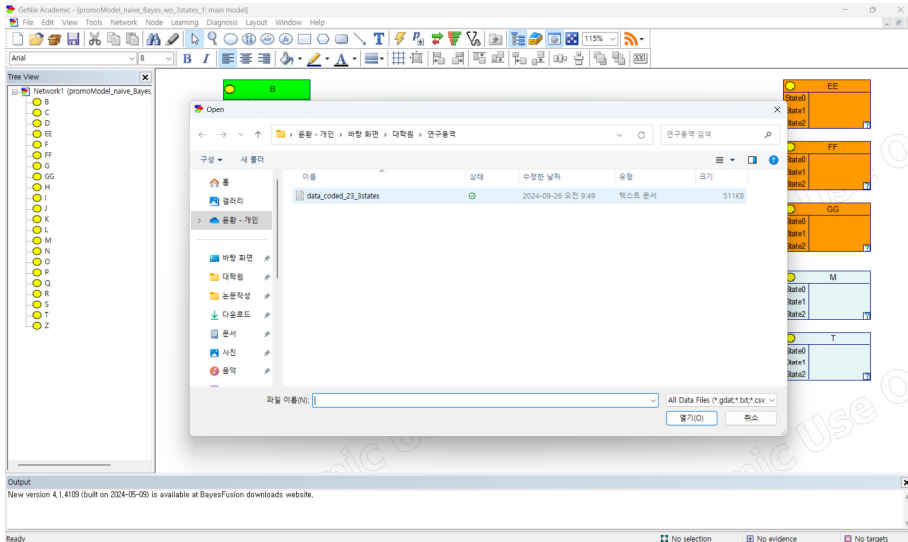 GeNIe Academic - [promoModel_naive_Bayes_wo_3states_1: main model]
File Edit View Tools Network Node Learning Diagnosis Layout Window Help
115%
Arial
8
B I
Tree View
Network1 (promoModel_naive_Bayes
B
C
D
EE
F
FF
G
GG
H
I
J
K
L
M
N
O
P
Q
R
S
T
Z
B
Open
윤환 - 개인 › 바탕 화면 › 대학원 › 연구용역
연구용역 검색
구성
새 폴더
이름 상태 수정한 날짜 유형 크기
data_coded_23_3states 2024-09-26 오전 9:49 텍스트 문서 511KB
홈
갤러리
윤환 - 개인
바탕 화면
대학원
논문작성
다운로드
문서
사진
음악
파일 이름(N):
All Data Files (*.gdat;*.txt;*.csv
열기(O)
취소
EE
State0
State1
State2
FF
State0
State1
State2
GG
State0
State1
State2
M
State0
State1
State2
T
State0
State1
State2
Output
New version 4.1.4109 (built on 2024-05-09) is available at BayesFusion downloads website.
Ready
No selection
No evidence
No targets